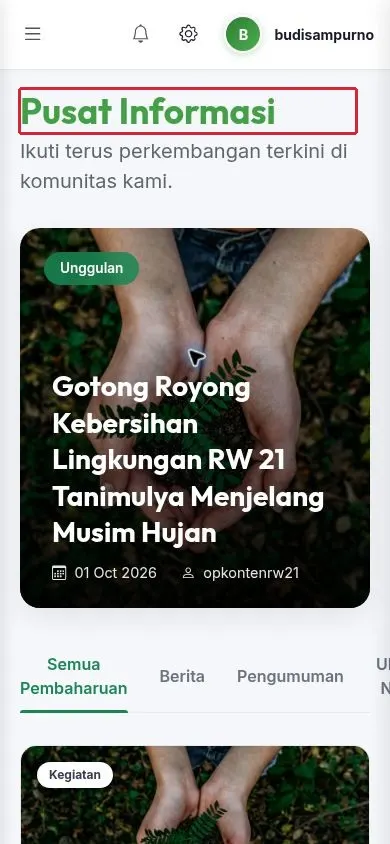 B
budisampurno
Pusat Informasi
Ikuti terus perkembangan terkini di
komunitas kami.
Unggulan
Gotong Royong
Kebersihan
Lingkungan RW 21
Tanimulya Menjelang
Musim Hujan
01 Oct 2026 opkontenrw21
Semua
Pembaharuan
Berita
Pengumuman
Kegiatan